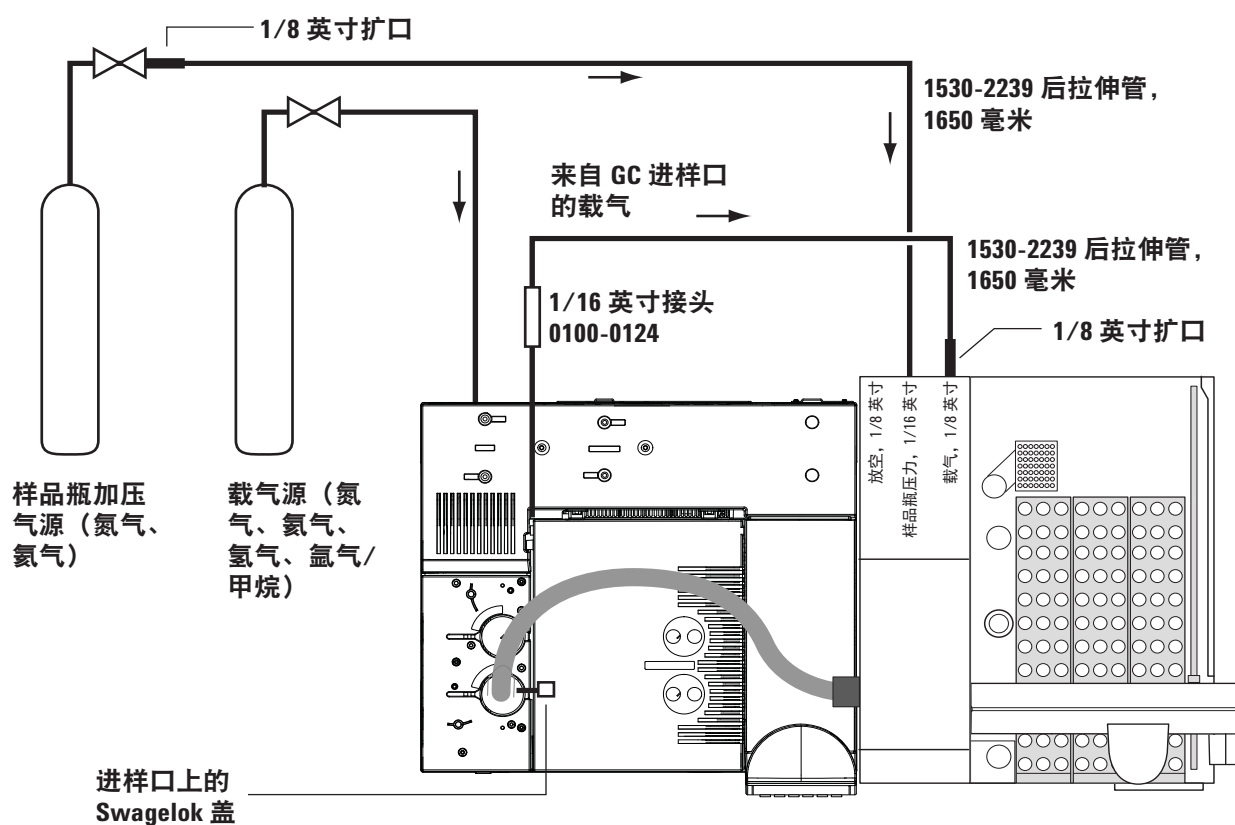 1/8 英寸扩口
1530-2239 后拉伸管，
1650 毫米
来自 GC 进样口
的载气
1530-2239 后拉伸管，
1650 毫米
1/16 英寸接头
0100-0124
1/8 英寸扩口
放空，1/8 英寸
样品瓶压力，1/16 英寸
载气，1/8 英寸
样品瓶加压
气源（氮气、
氦气）
载气源（氮
气、氦气、
氢气、氩气/
甲烷）
进样口上的
Swagelok 盖